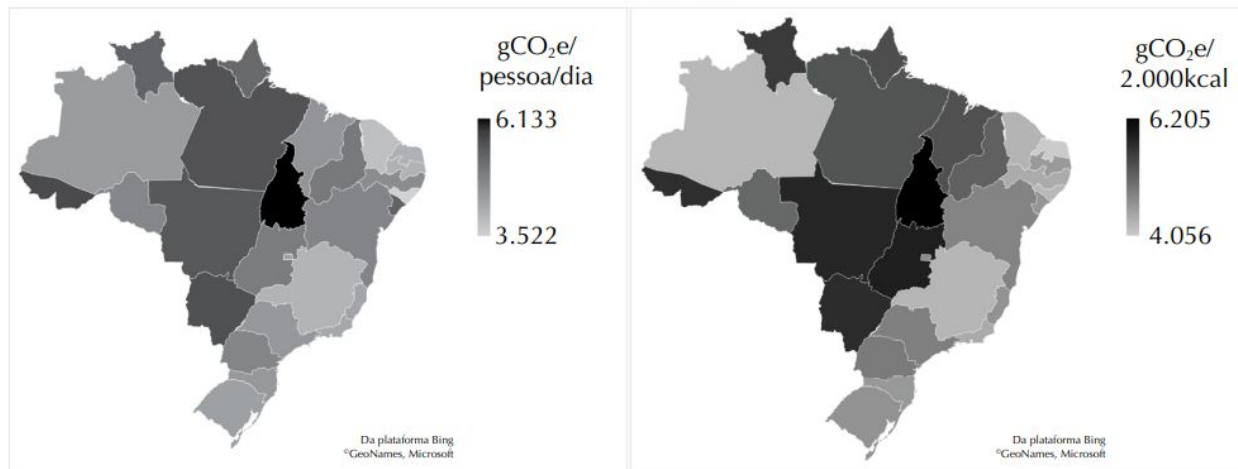 gCO₂e/
pessoa/dia
6.133
3.522
Da plataforma Bing
©GeoNames, Microsoft
gCO₂e/
2.000kcal
6.205
4.056
Da plataforma Bing
©GeoNames, Microsoft